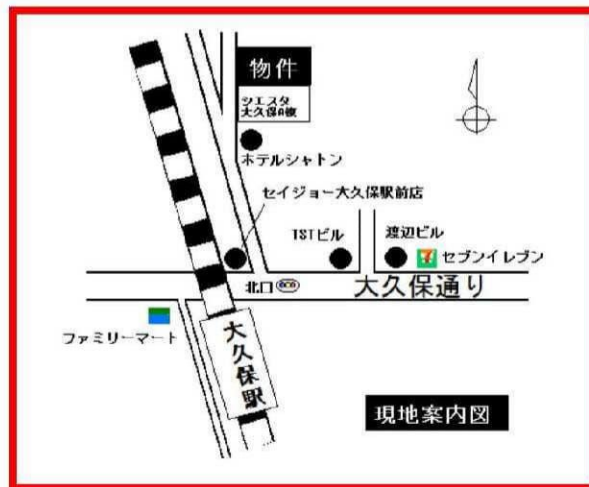 物件
シエスタ
大久保B棟
ホテルシャトン
セイジョー大久保駅前店
TSTビル
渡辺ビル
7 セブンイレブン
北口
大久保通り
ファミリーマート
大久保駅
現地案内図